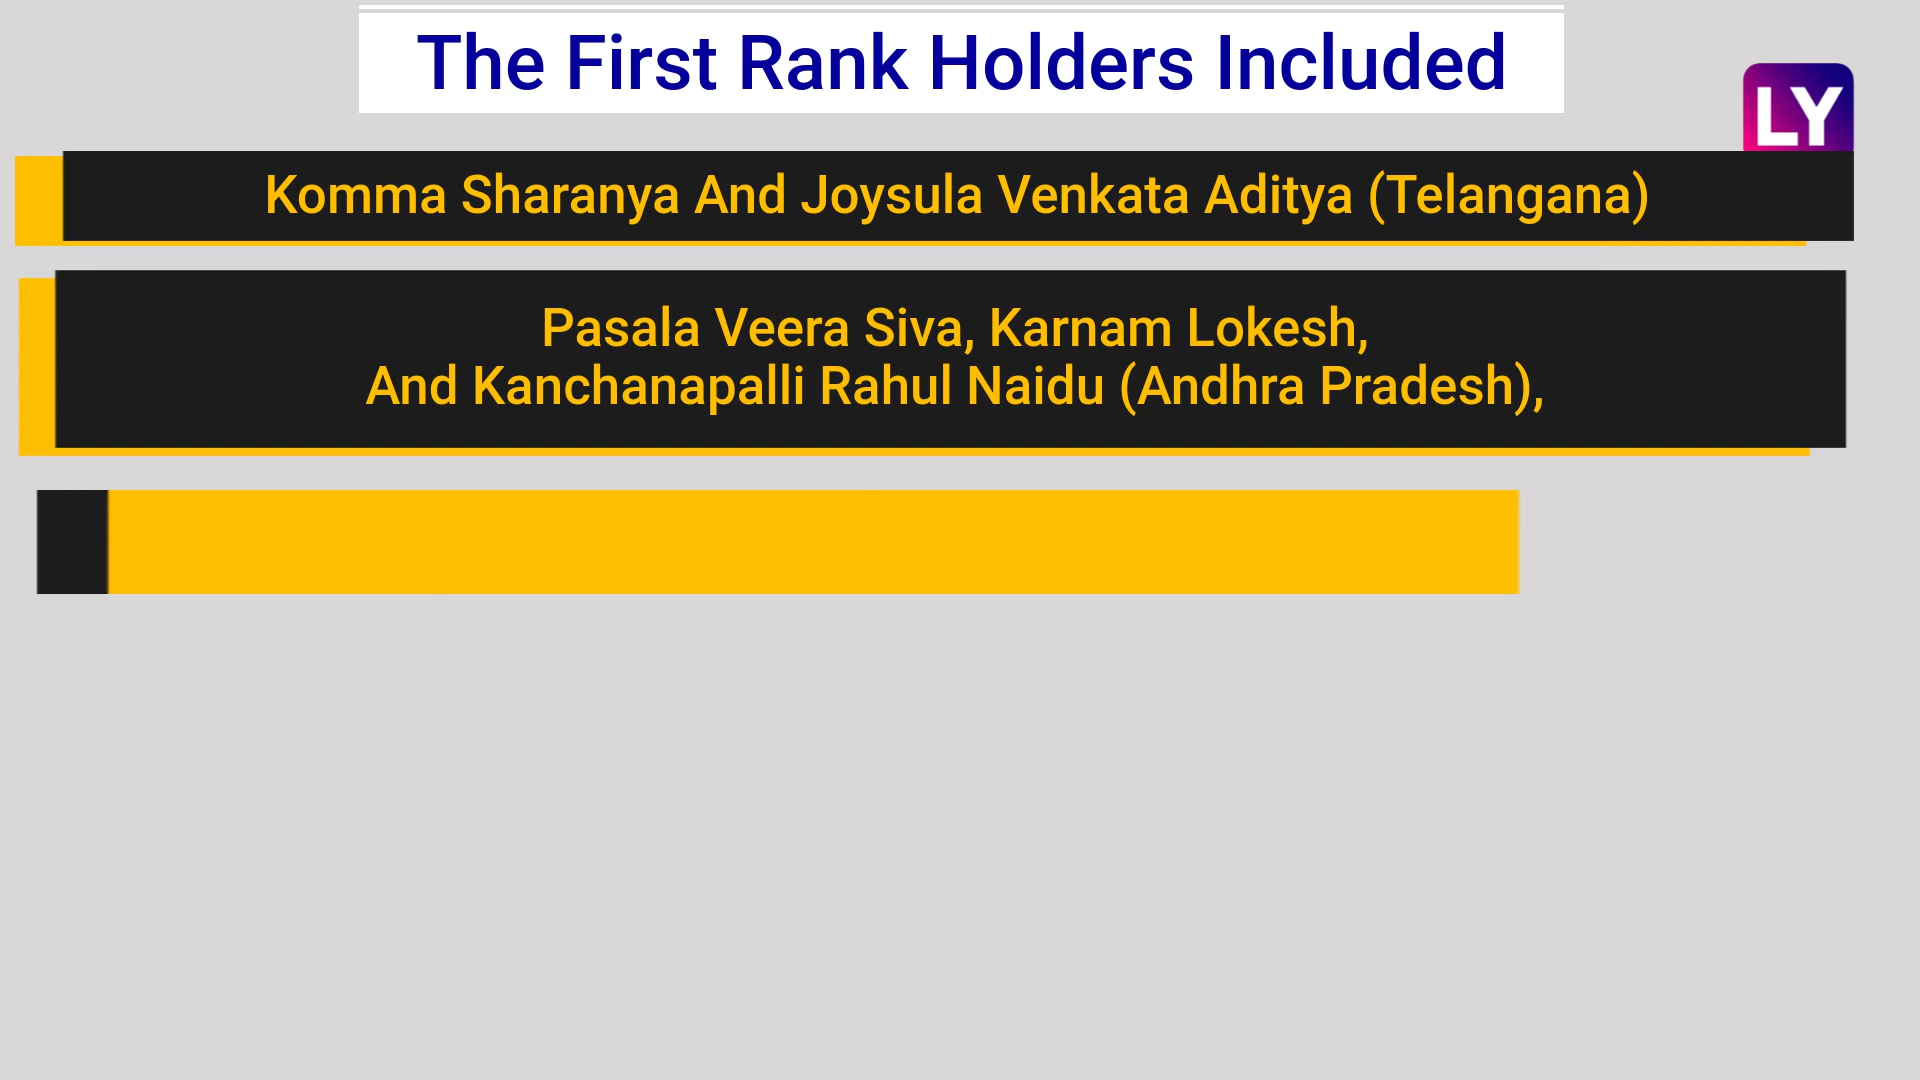 The First Rank Holders Included
LY
Komma Sharanya And Joysula Venkata Aditya (Telangana)
Pasala Veera Siva, Karnam Lokesh,
And Kanchanapalli Rahul Naidu (Andhra Pradesh),